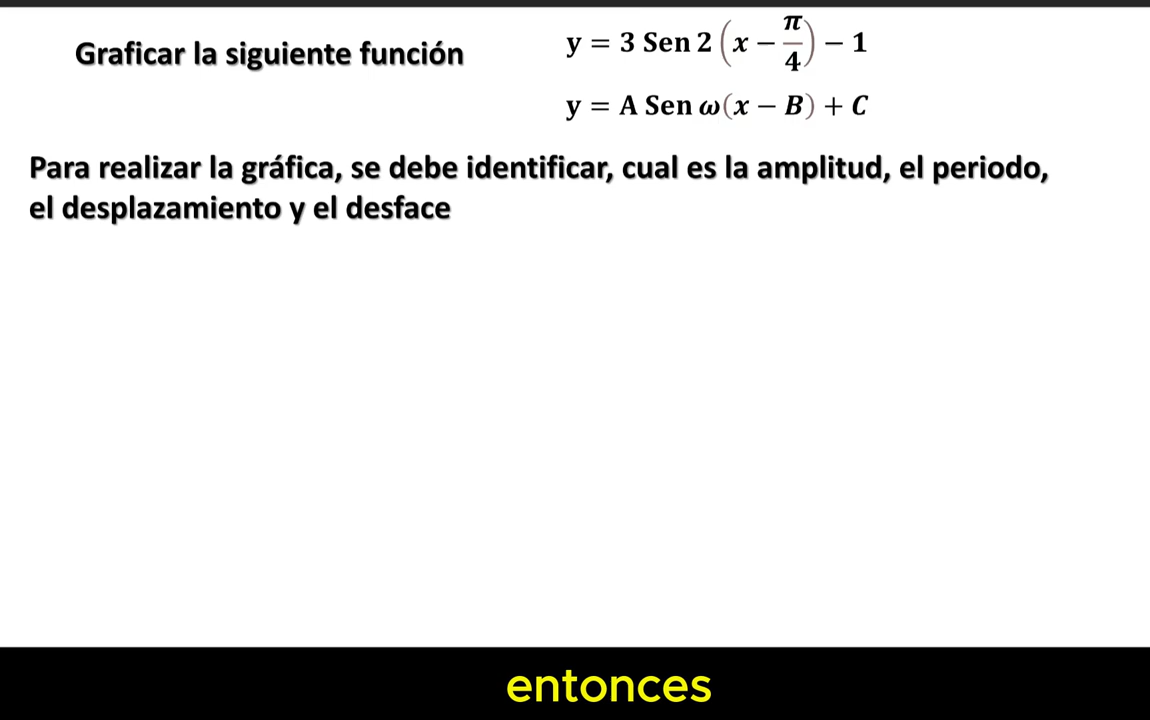 Graficar la siguiente función
y = 3 Sen 2 (x − π/4) − 1
y = A Sen ω(x − B) + C
Para realizar la gráfica, se debe identificar, cual es la amplitud, el periodo,
el desplazamiento y el desface
entonces